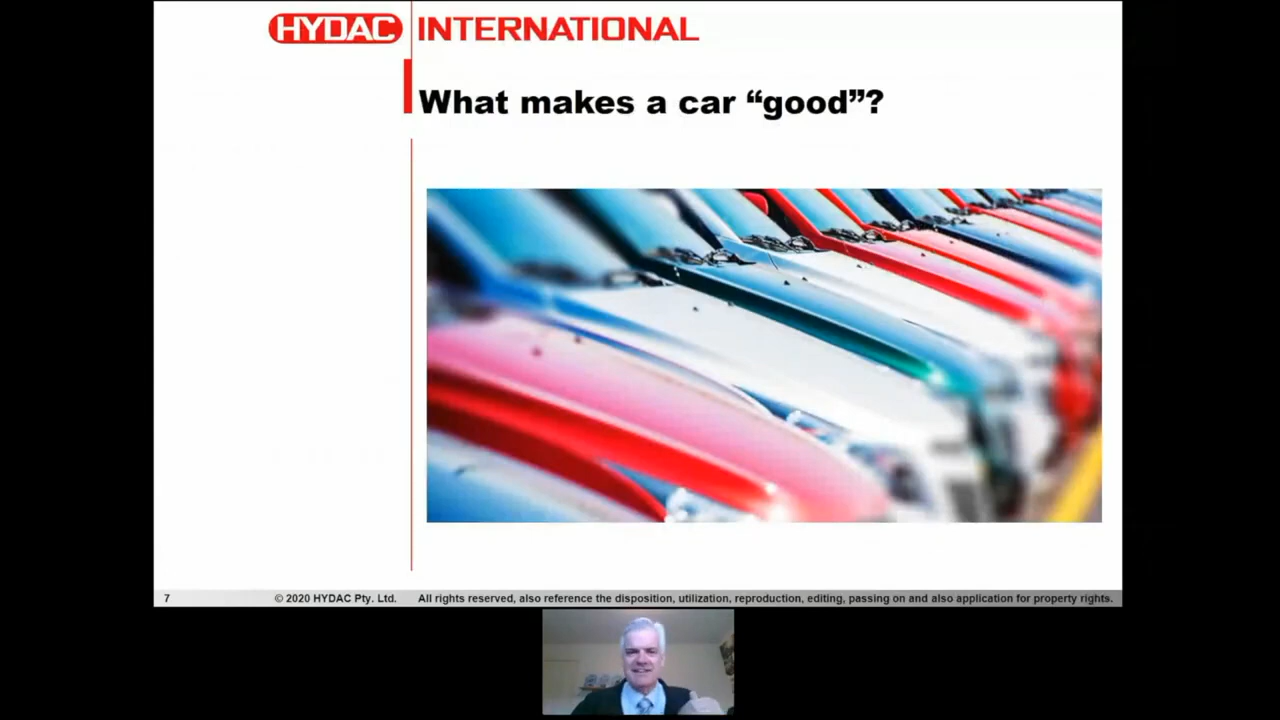 HYDAC INTERNATIONAL
What makes a car “good”?
7 © 2020 HYDAC Pty. Ltd. All rights reserved, also reference the disposition, utilization, reproduction, editing, passing on and also application for property rights.